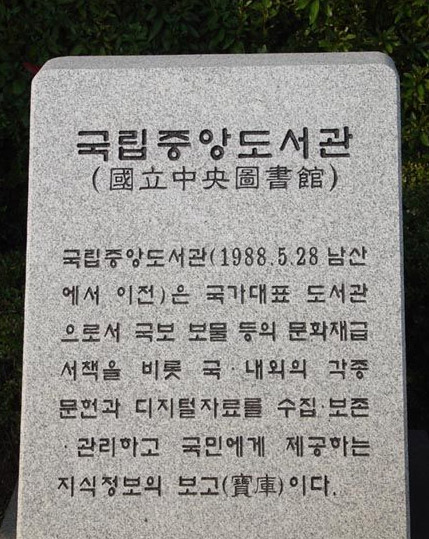 국립중앙도서관
(國立中央圖書館)
국립중앙도서관(1988.5.28 남산
에서 이전)은 국가대표 도서관
으로서 국보 보물 등의 문화재급
서책을 비롯 국·내외의 각종
문헌과 디지털자료를 수집·보존
·관리하고 국민에게 제공하는
지식정보의 보고(寶庫)이다.